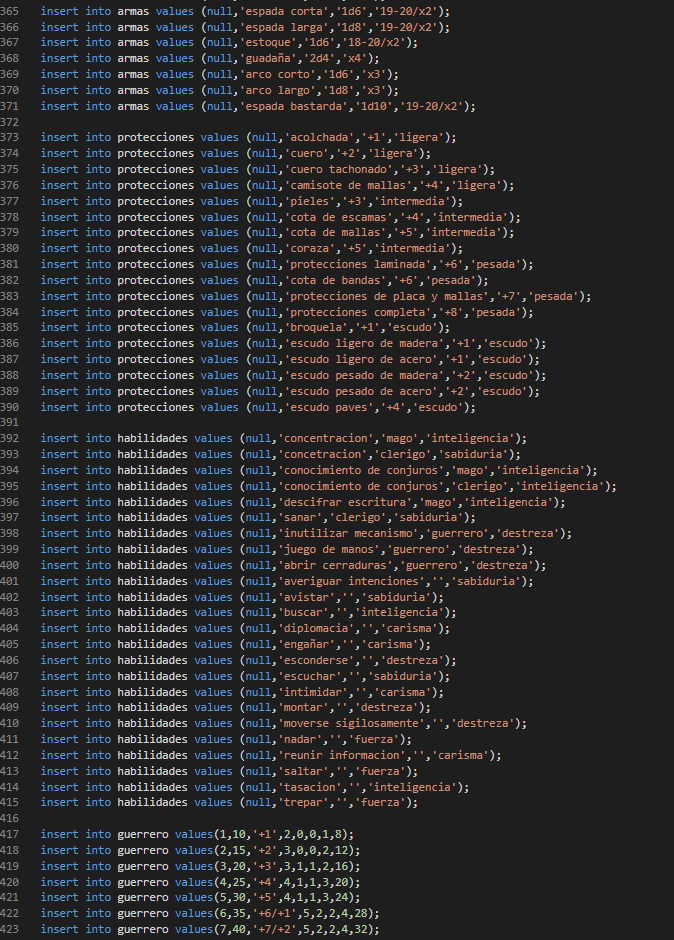 365 insert into armas values (null,'espada corta','1d6','19-20/x2');
366 insert into armas values (null,'espada larga','1d8','19-20/x2');
367 insert into armas values (null,'estoque','1d6','18-20/x2');
368 insert into armas values (null,'guadaña','2d4','x4');
369 insert into armas values (null,'arco corto','1d6','x3');
370 insert into armas values (null,'arco largo','1d8','x3');
371 insert into armas values (null,'espada bastarda','1d10','19-20/x2');
372
373 insert into protecciones values (null,'acolchada','+1','ligera');
374 insert into protecciones values (null,'cuero','+2','ligera');
375 insert into protecciones values (null,'cuero tachonado','+3','ligera');
376 insert into protecciones values (null,'camisote de mallas','+4','ligera');
377 insert into protecciones values (null,'pieles','+3','intermedia');
378 insert into protecciones values (null,'cota de escamas','+4','intermedia');
379 insert into protecciones values (null,'cota de mallas','+5','intermedia');
380 insert into protecciones values (null,'coraza','+5','intermedia');
381 insert into protecciones values (null,'protecciones laminada','+6','pesada');
382 insert into protecciones values (null,'cota de bandas','+6','pesada');
383 insert into protecciones values (null,'protecciones de placa y mallas','+7','pesada');
384 insert into protecciones values (null,'protecciones completa','+8','pesada');
385 insert into protecciones values (null,'broquela','+1','escudo');
386 insert into protecciones values (null,'escudo ligero de madera','+1','escudo');
387 insert into protecciones values (null,'escudo ligero de acero','+1','escudo');
388 insert into protecciones values (null,'escudo pesado de madera','+2','escudo');
389 insert into protecciones values (null,'escudo pesado de acero','+2','escudo');
390 insert into protecciones values (null,'escudo paves','+4','escudo');
391
392 insert into habilidades values (null,'concentracion','mago','inteligencia');
393 insert into habilidades values (null,'concetracion','clerigo','sabiduria');
394 insert into habilidades values (null,'conocimiento de conjuros','mago','inteligencia');
395 insert into habilidades values (null,'conocimiento de conjuros','clerigo','inteligencia');
396 insert into habilidades values (null,'descifrar escritura','mago','inteligencia');
397 insert into habilidades values (null,'sanar','clerigo','sabiduria');
398 insert into habilidades values (null,'inutilizar mecanismo','guerrero','destreza');
399 insert into habilidades values (null,'juego de manos','guerrero','destreza');
400 insert into habilidades values (null,'abrir cerraduras','guerrero','destreza');
401 insert into habilidades values (null,'averiguar intenciones','','sabiduria');
402 insert into habilidades values (null,'avistar','','sabiduria');
403 insert into habilidades values (null,'buscar','','inteligencia');
404 insert into habilidades values (null,'diplomacia','','carisma');
405 insert into habilidades values (null,'engañar','','carisma');
406 insert into habilidades values (null,'esconderse','','destreza');
407 insert into habilidades values (null,'escuchar','','sabiduria');
408 insert into habilidades values (null,'intimidar','','carisma');
409 insert into habilidades values (null,'montar','','destreza');
410 insert into habilidades values (null,'moverse sigilosamente','','destreza');
411 insert into habilidades values (null,'nadar','','fuerza');
412 insert into habilidades values (null,'reunir informacion','','carisma');
413 insert into habilidades values (null,'saltar','','fuerza');
414 insert into habilidades values (null,'tasacion','','inteligencia');
415 insert into habilidades values (null,'trepar','','fuerza');
416
417 insert into guerrero values(1,10,'+1',2,0,0,1,8);
418 insert into guerrero values(2,15,'+2',3,0,0,2,12);
419 insert into guerrero values(3,20,'+3',3,1,1,2,16);
420 insert into guerrero values(4,25,'+4',4,1,1,3,20);
421 insert into guerrero values(5,30,'+5',4,1,1,3,24);
422 insert into guerrero values(6,35,'+6/+1',5,2,2,4,28);
423 insert into guerrero values(7,40,'+7/+2',5,2,2,4,32);